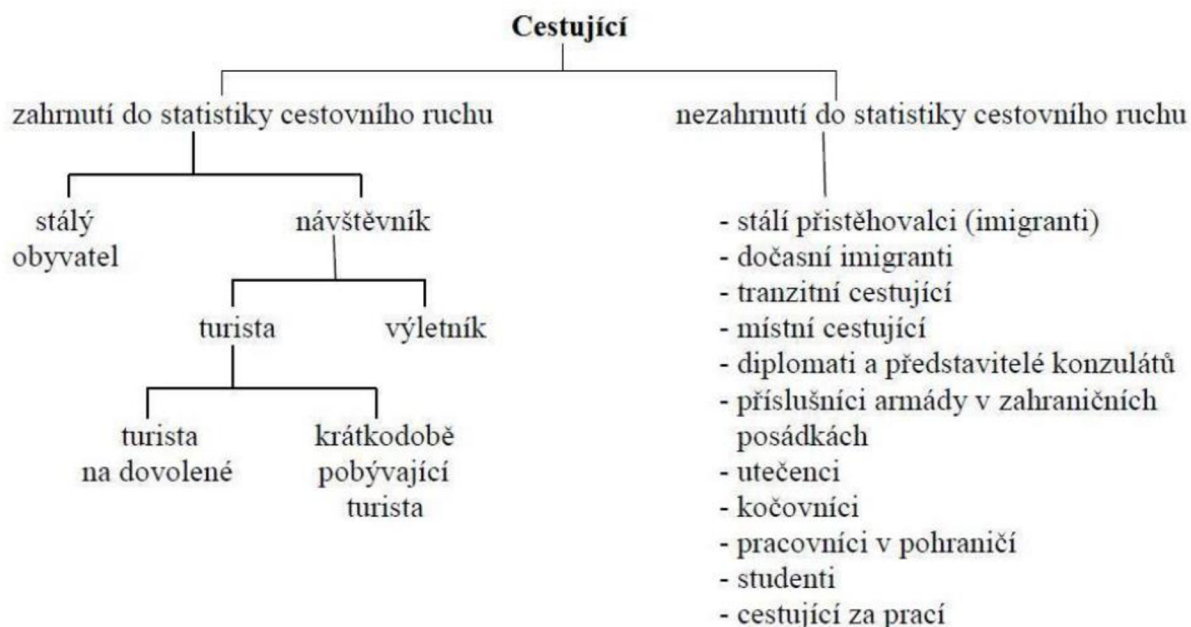 Cestující
zahrnutí do statistiky cestovního ruchu
nezahrnutí do statistiky cestovního ruchu
stálý
obyvatel
návštěvník
turista
výletník
turista
na dovolené
krátkodobě
pobývající
turista
- stálí přistěhovalci (imigranti)
- dočasní imigranti
- tranzitní cestující
- místní cestující
- diplomati a představitelé konzulátů
- příslušníci armády v zahraničních
posádkách
- utečenci
- kočovníci
- pracovníci v pohraničí
- studenti
- cestující za prací